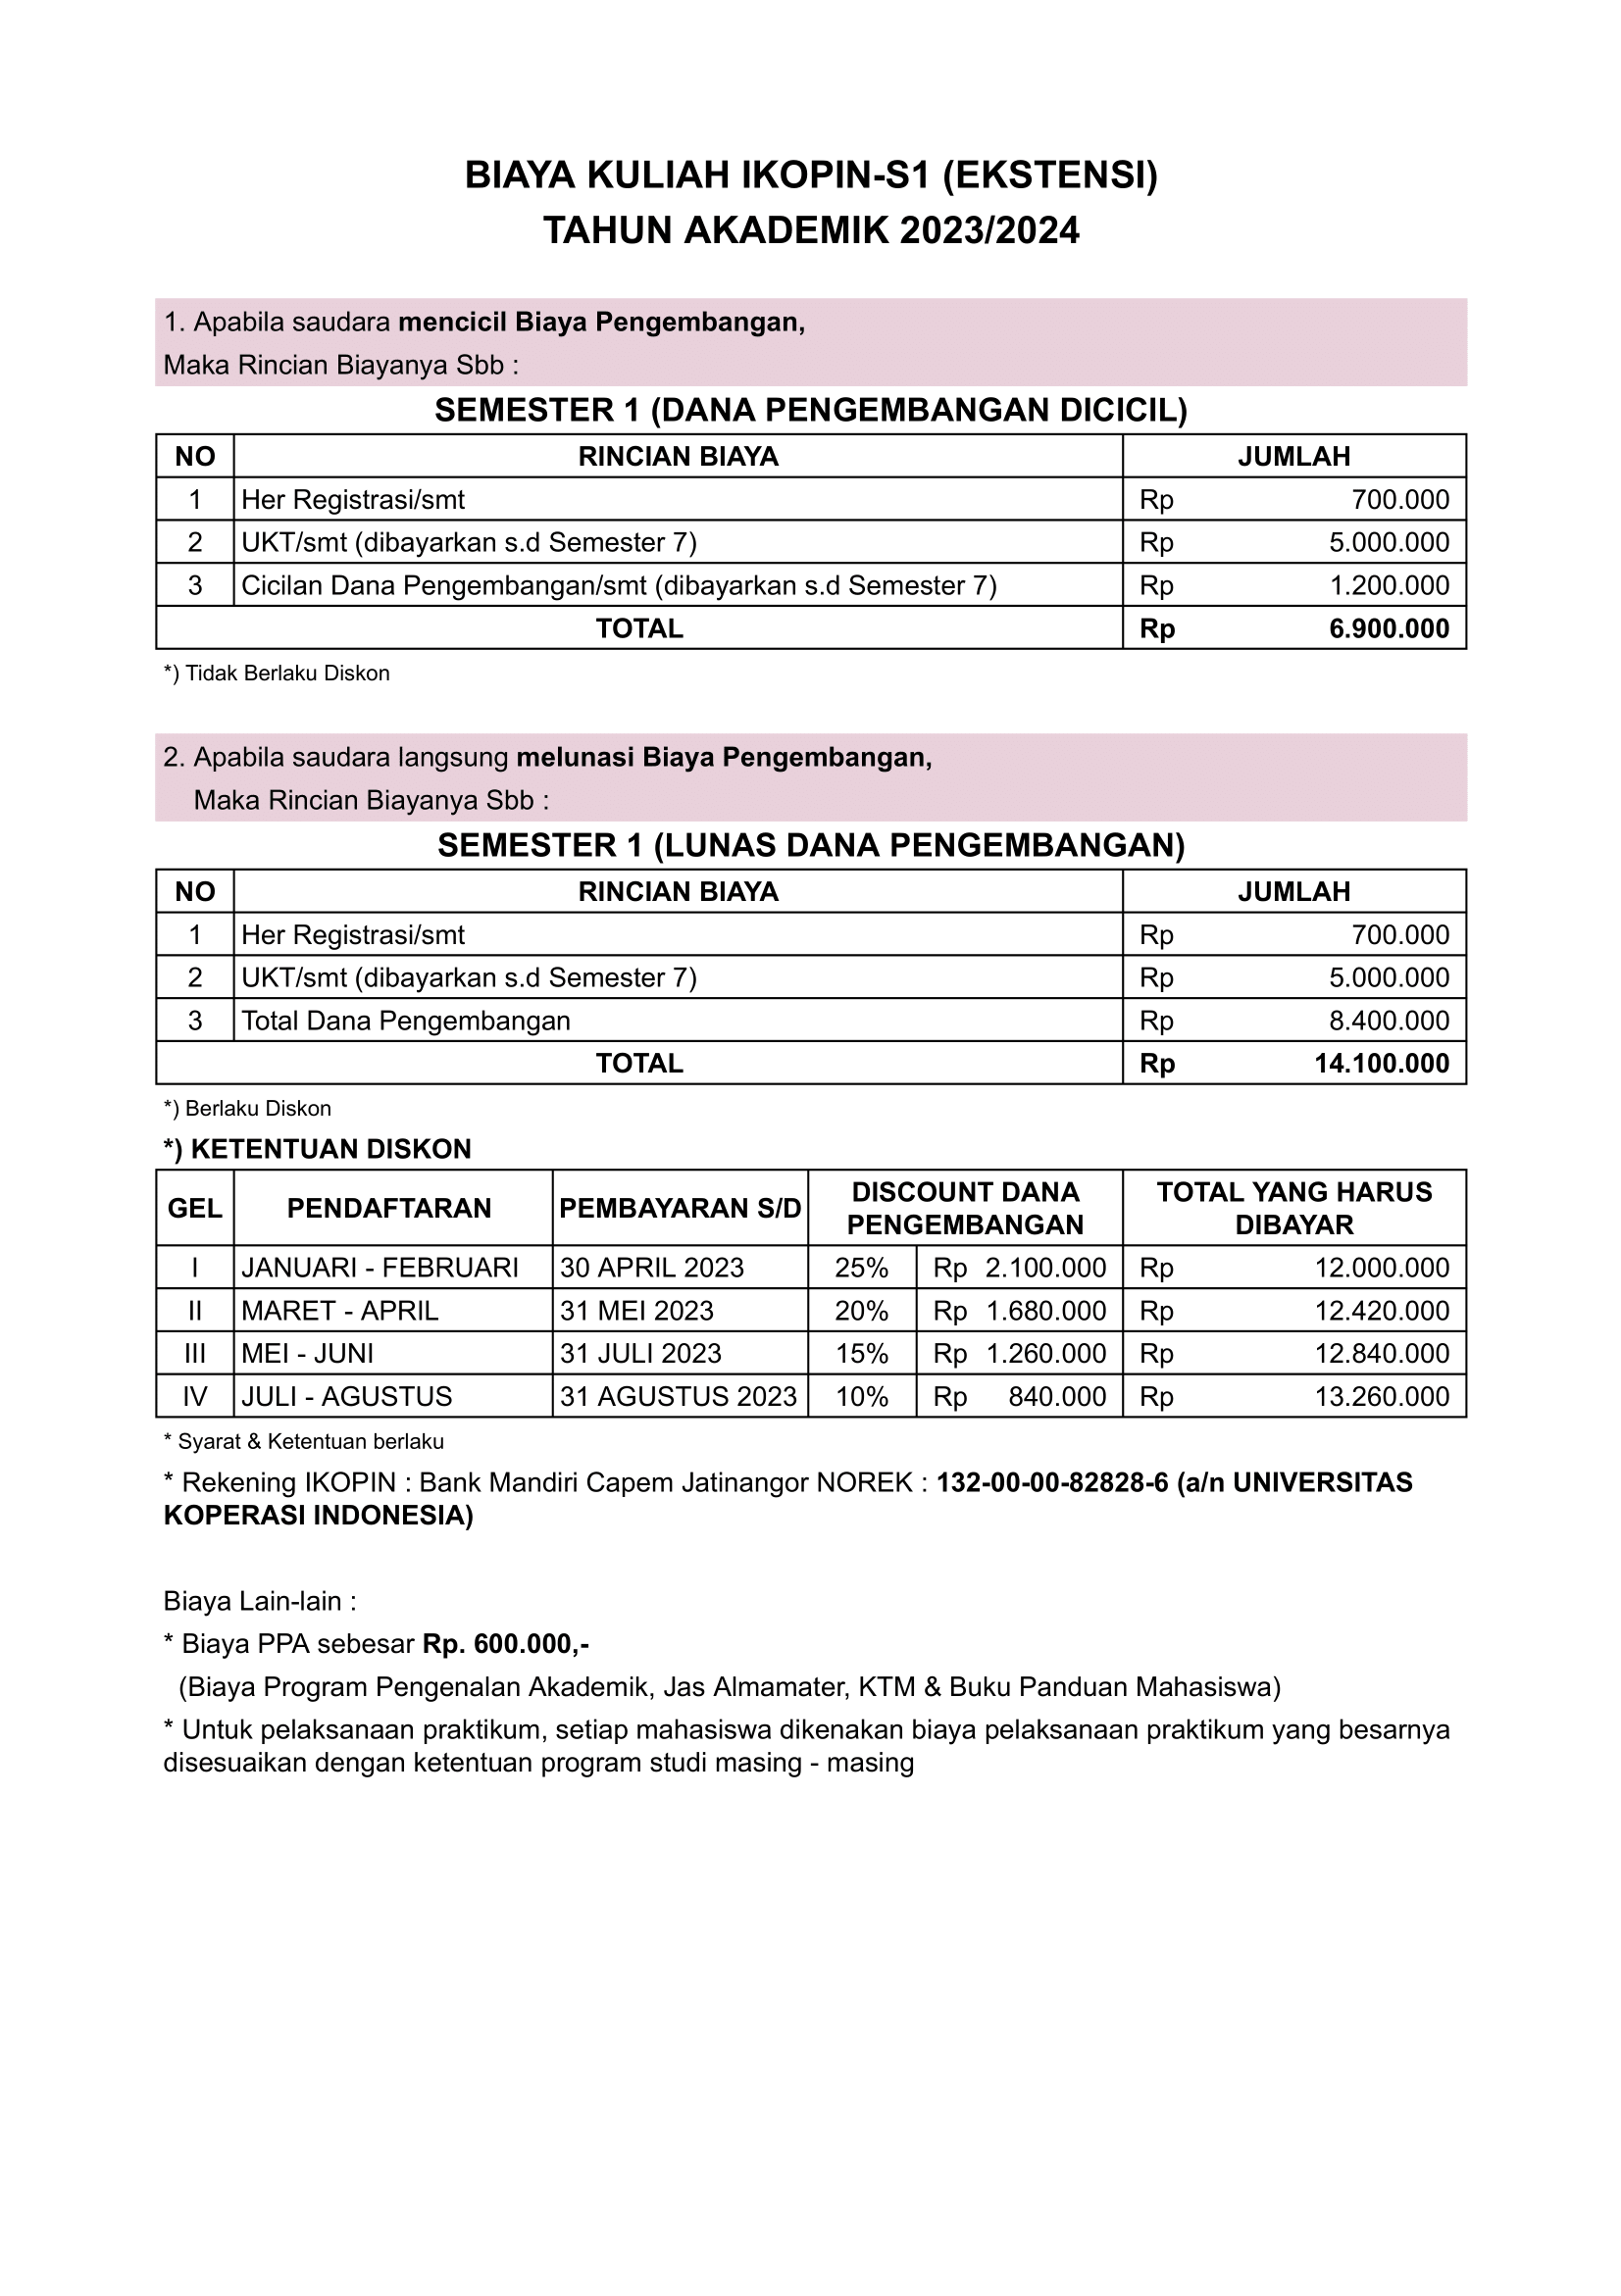 BIAYA KULIAH IKOPIN-S1 (EKSTENSI)
TAHUN AKADEMIK 2023/2024
1. Apabila saudara mencicil Biaya Pengembangan,
Maka Rincian Biayanya Sbb :
SEMESTER 1 (DANA PENGEMBANGAN DICICIL)
NO RINCIAN BIAYA JUMLAH
1 Her Registrasi/smt Rp 700.000
2 UKT/smt (dibayarkan s.d Semester 7) Rp 5.000.000
3 Cicilan Dana Pengembangan/smt (dibayarkan s.d Semester 7) Rp 1.200.000
TOTAL Rp 6.900.000
*) Tidak Berlaku Diskon
2. Apabila saudara langsung melunasi Biaya Pengembangan,
Maka Rincian Biayanya Sbb :
SEMESTER 1 (LUNAS DANA PENGEMBANGAN)
NO RINCIAN BIAYA JUMLAH
1 Her Registrasi/smt Rp 700.000
2 UKT/smt (dibayarkan s.d Semester 7) Rp 5.000.000
3 Total Dana Pengembangan Rp 8.400.000
TOTAL Rp 14.100.000
*) Berlaku Diskon
*) KETENTUAN DISKON
GEL PENDAFTARAN PEMBAYARAN S/D DISCOUNT DANA PENGEMBANGAN TOTAL YANG HARUS DIBAYAR
I JANUARI - FEBRUARI 30 APRIL 2023 25% Rp 2.100.000 Rp 12.000.000
II MARET - APRIL 31 MEI 2023 20% Rp 1.680.000 Rp 12.420.000
III MEI - JUNI 31 JULI 2023 15% Rp 1.260.000 Rp 12.840.000
IV JULI - AGUSTUS 31 AGUSTUS 2023 10% Rp 840.000 Rp 13.260.000
* Syarat & Ketentuan berlaku
* Rekening IKOPIN : Bank Mandiri Capem Jatinangor NOREK : 132-00-00-82828-6 (a/n UNIVERSITAS
KOPERASI INDONESIA)
Biaya Lain-lain :
* Biaya PPA sebesar Rp. 600.000,-
(Biaya Program Pengenalan Akademik, Jas Almamater, KTM & Buku Panduan Mahasiswa)
* Untuk pelaksanaan praktikum, setiap mahasiswa dikenakan biaya pelaksanaan praktikum yang besarnya
disesuaikan dengan ketentuan program studi masing - masing